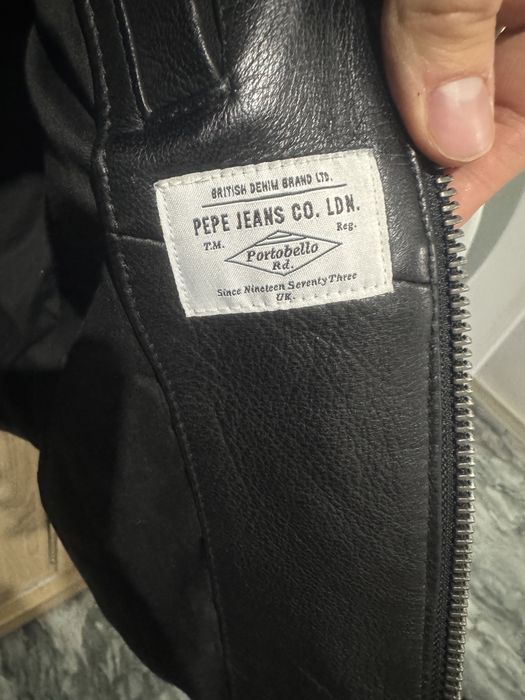 BRITISH DENIM BRAND LTD.
PEPE JEANS CO. LDN.
T.M. Reg.
Portobello
Rd.
Since Nineteen Seventy Three
UK.